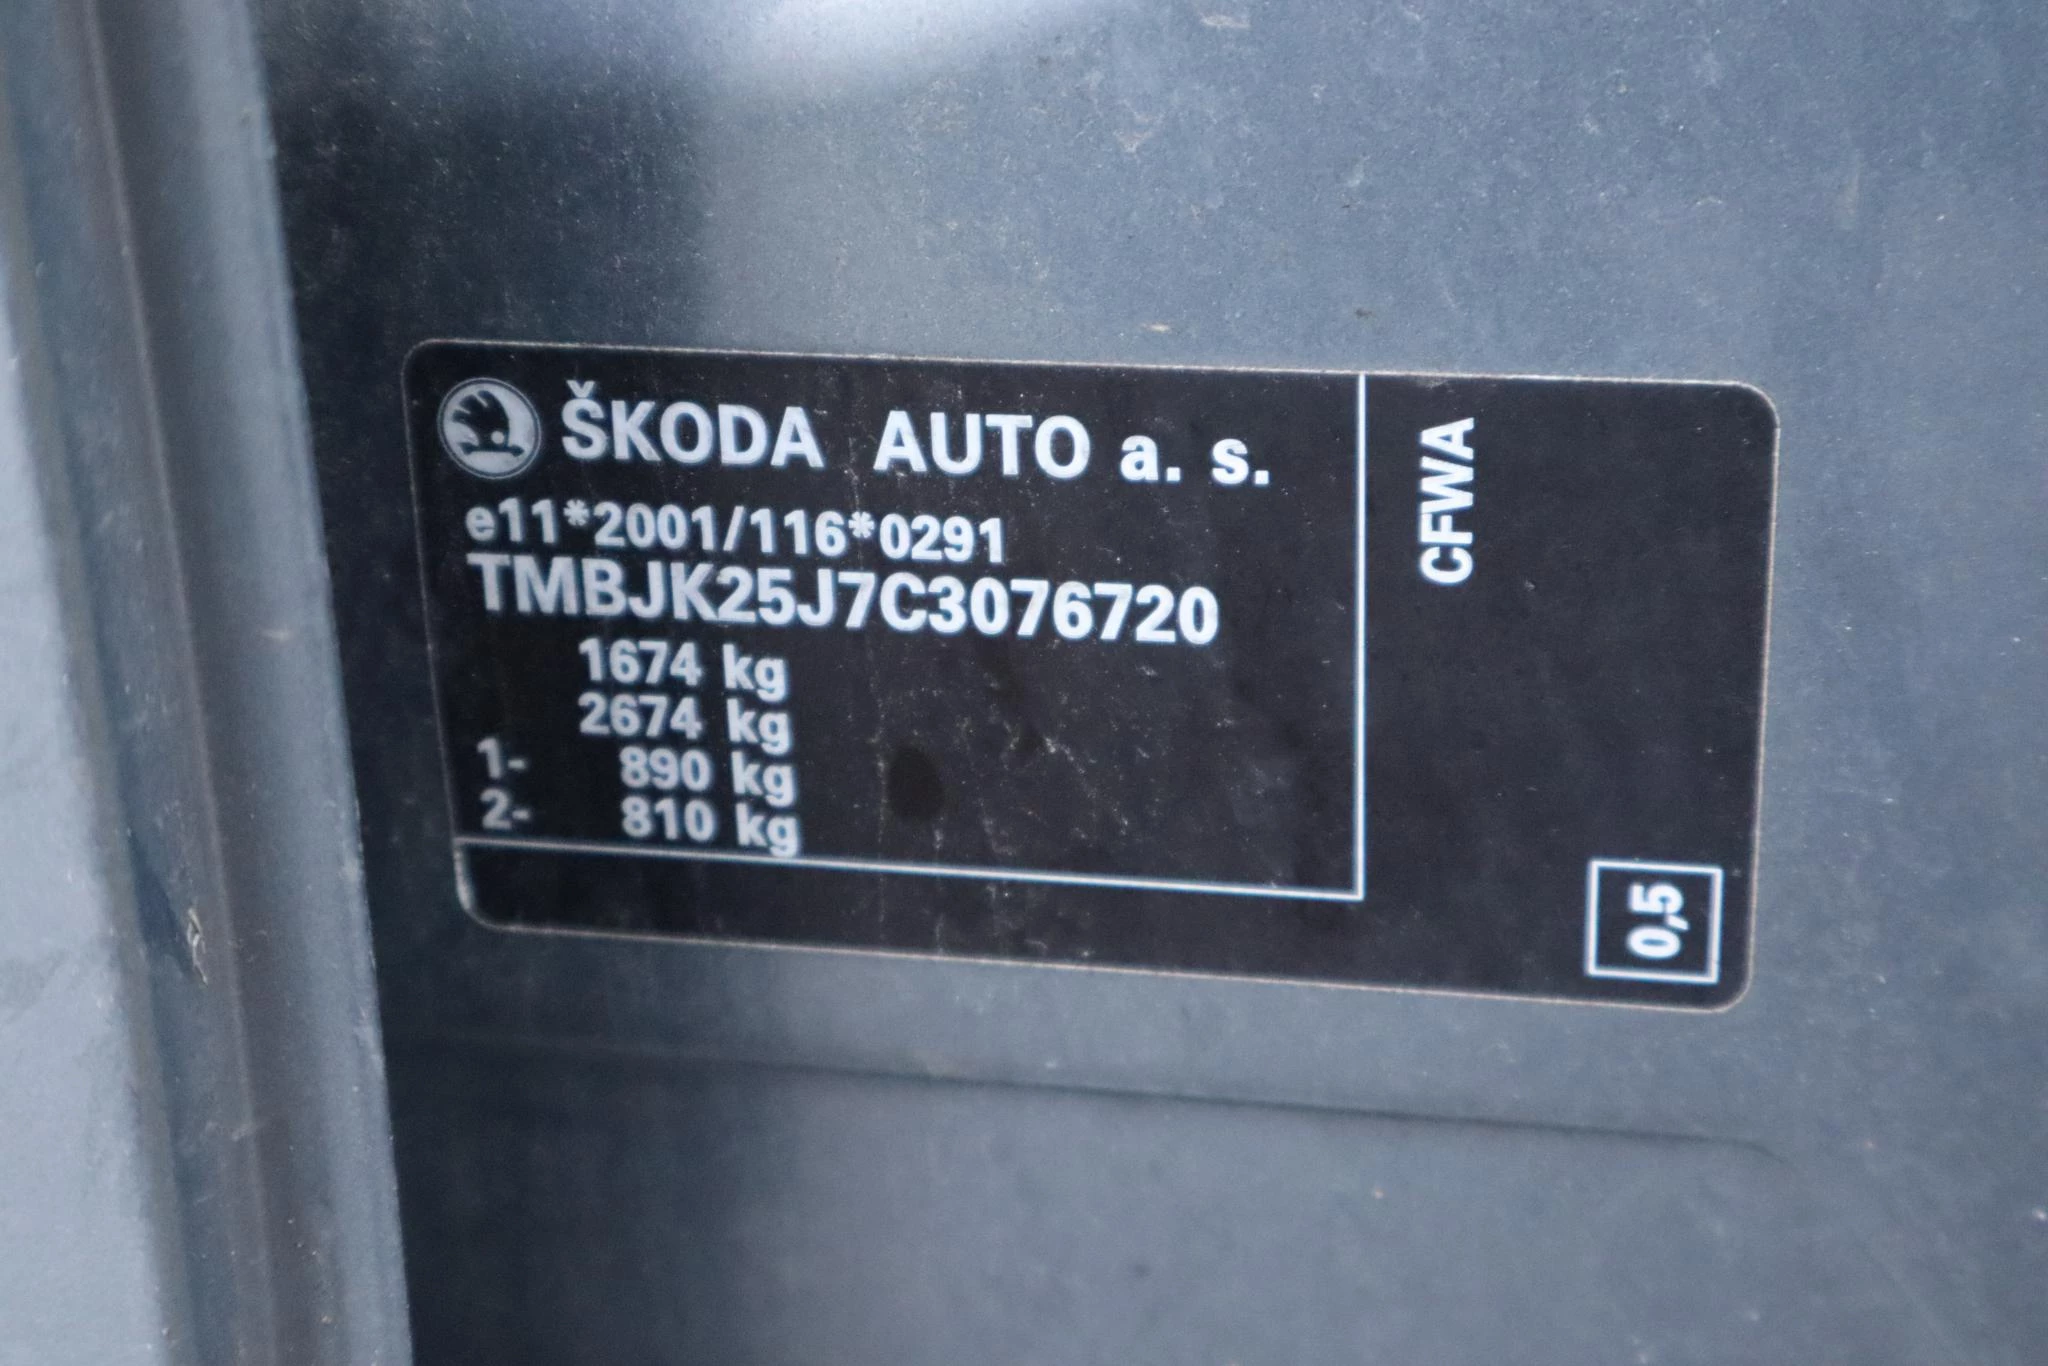 ŠKODA AUTO a. s.
e11*2001/116*0291
TMBJK25J7C3076720
1674 kg
2674 kg
1- 890 kg
2- 810 kg
CFWA
0,5